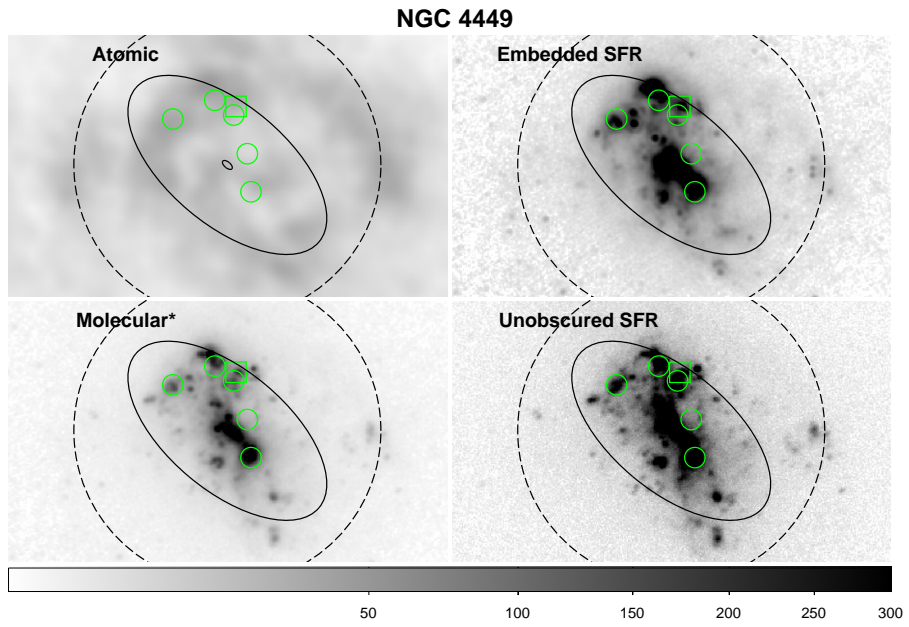 NGC 4449
Atomic
Embedded SFR
Molecular*
Unobscured SFR
50 100 150 200 250 300